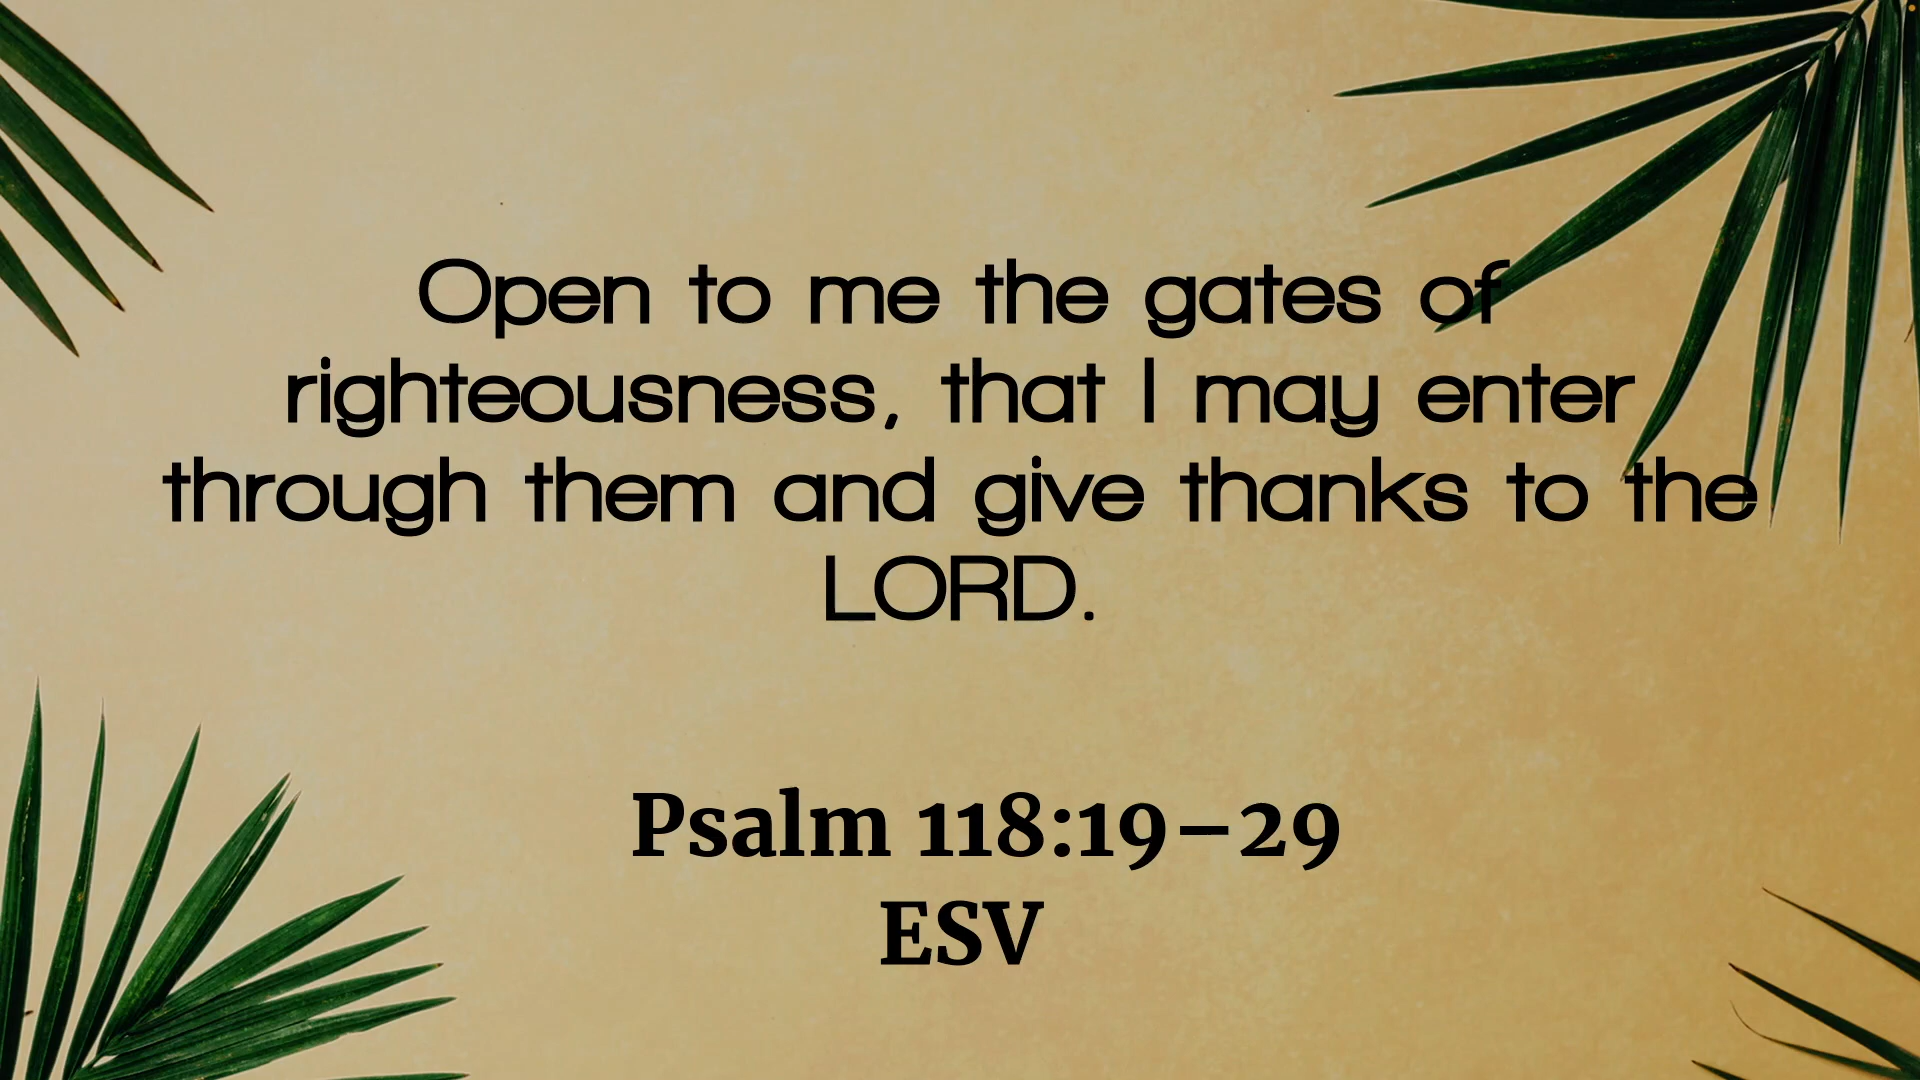 Open to me the gates of
righteousness, that I may enter
through them and give thanks to the
LORD.
Psalm 118:19–29
ESV